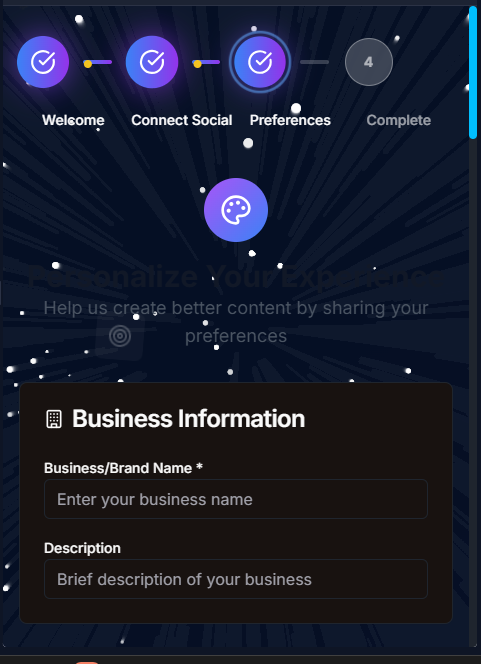 4
Welcome Connect Social Preferences Complete
Personalize Your Experience
Help us create better content by sharing your
preferences
Business Information
Business/Brand Name *
Enter your business name
Description
Brief description of your business